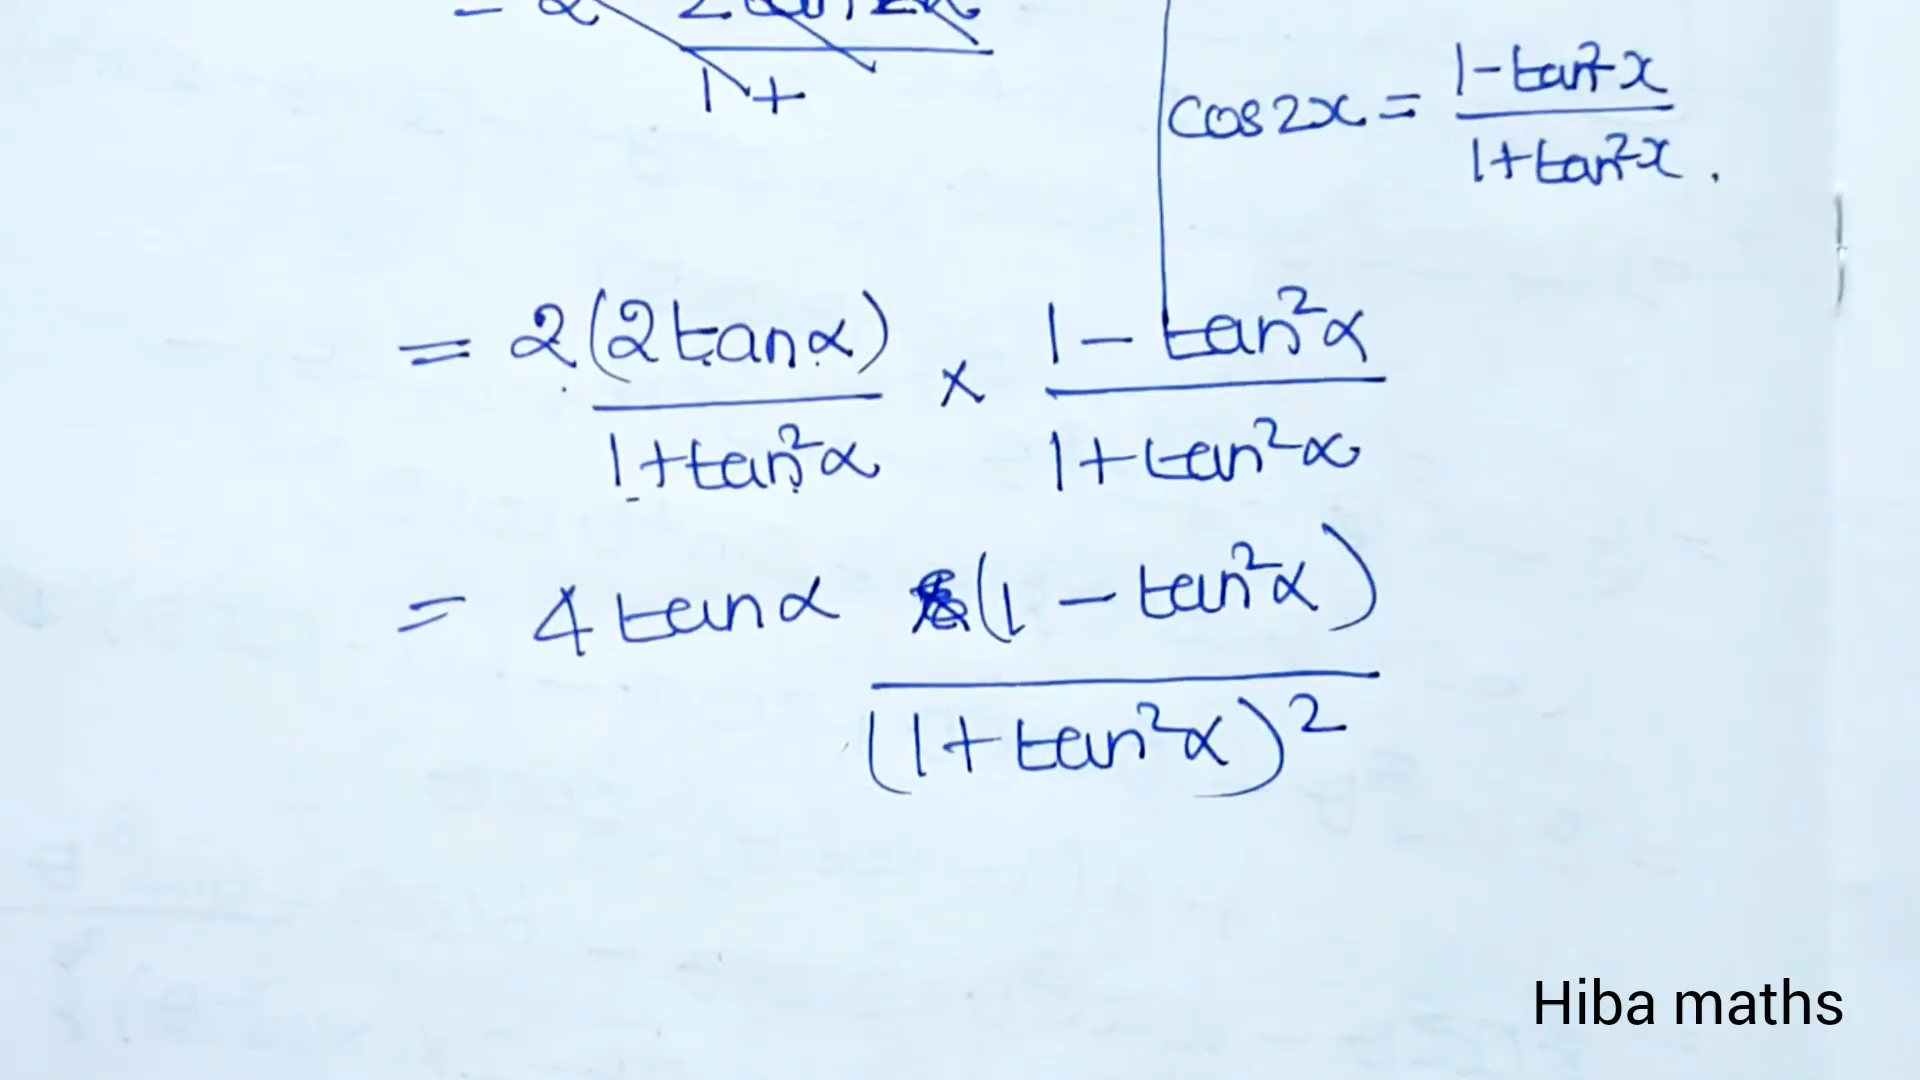 1 +
cos2x = 1-tan²x / 1+tan²x .
= 2(2tanα) / 1+tan²α × 1 - tan²α / 1+tan²α
= 4tanα (1 - tan²α) / (1+tan²α)²
Hiba maths